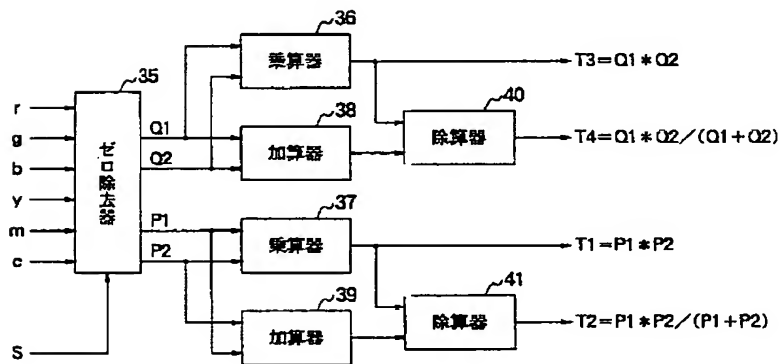 36
乗算器
T3=Q1*Q2
35
r
g
b
y
m
c
S
ゼロ除去器
Q1
Q2
P1
P2
38
加算器
40
除算器
T4=Q1*Q2/(Q1+Q2)
37
乗算器
T1=P1*P2
39
加算器
41
除算器
T2=P1*P2/(P1+P2)